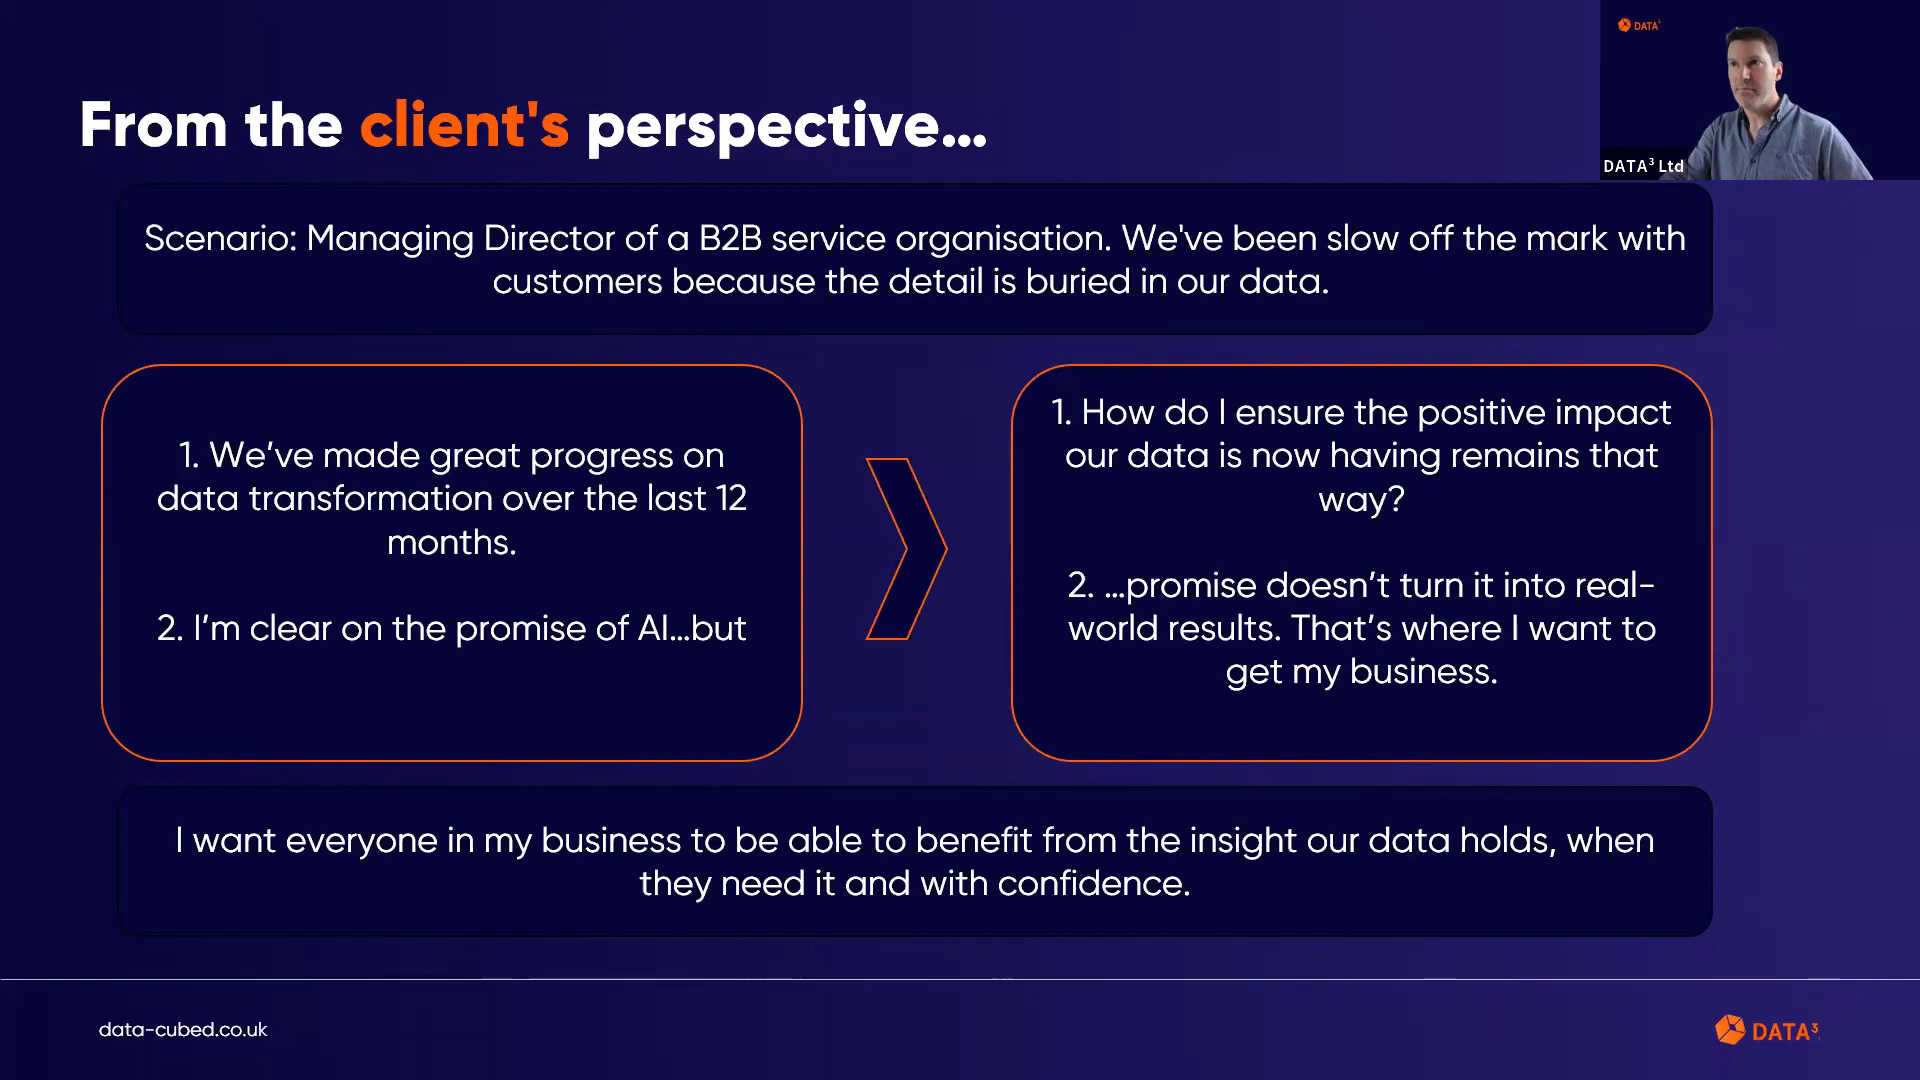 DATA³
From the client's perspective...
DATA³ Ltd
Scenario: Managing Director of a B2B service organisation. We've been slow off the mark with
customers because the detail is buried in our data.
1. We’ve made great progress on
data transformation over the last 12
months.
2. I’m clear on the promise of AI...but
1. How do I ensure the positive impact
our data is now having remains that
way?
2. ...promise doesn’t turn it into real-
world results. That’s where I want to
get my business.
I want everyone in my business to be able to benefit from the insight our data holds, when
they need it and with confidence.
data-cubed.co.uk
DATA³